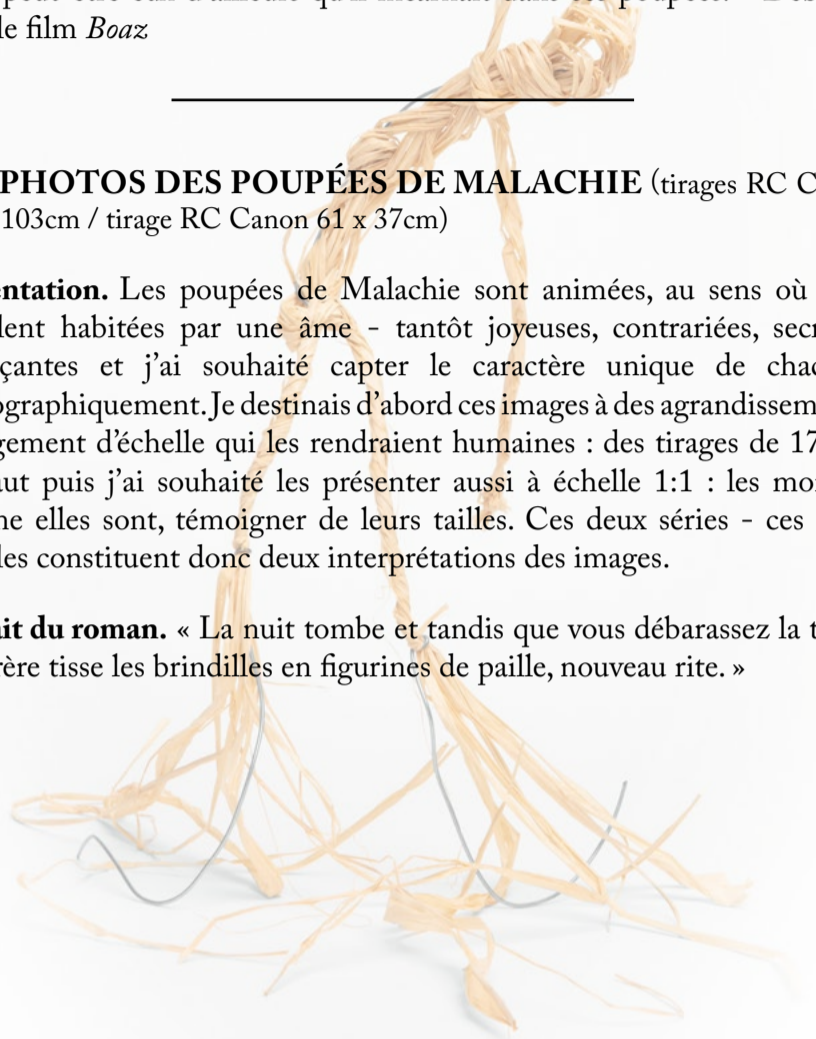 le film Boaz
PHOTOS DES POUPÉES DE MALACHIE (tirages RC C
103cm / tirage RC Canon 61 x 37cm)
entation. Les poupées de Malachie sont animées, au sens où
lent habitées par une âme - tantôt joyeuses, contrariées, secr
çantes et j’ai souhaité capter le caractère unique de chac
ographiquement.Je destinais d’abord ces images à des agrandissem
gement d’échelle qui les rendraient humaines : des tirages de 17
ut puis j’ai souhaité les présenter aussi à échelle 1:1 : les mo
ne elles sont, témoigner de leurs tailles. Ces deux séries - ces
les constituent donc deux interprétations des images.
it du roman. « La nuit tombe et tandis que vous débarassez la t
rère tisse les brindilles en figurines de paille, nouveau rite. »